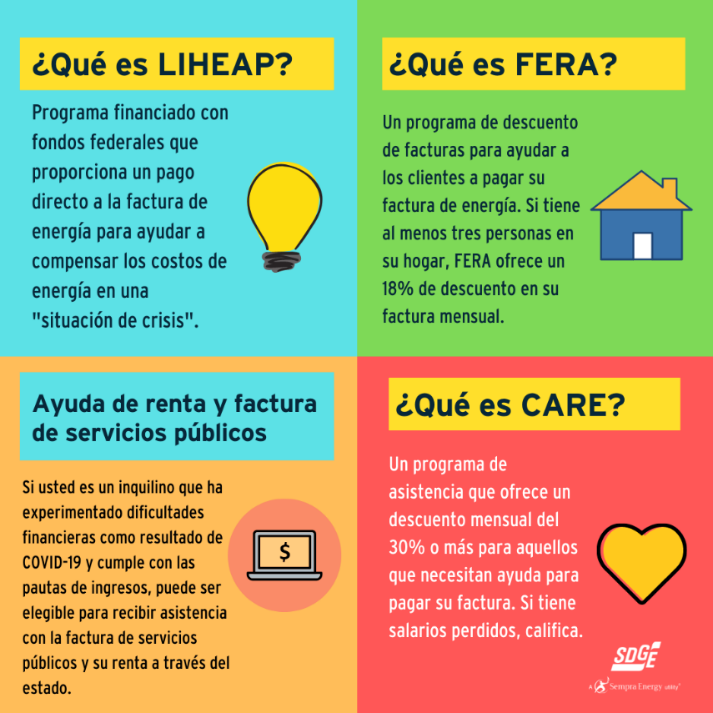 ¿Qué es LIHEAP?
Programa financiado con
fondos federales que
proporciona un pago
directo a la factura de
energía para ayudar a
compensar los costos de
energía en una
"situación de crisis".
¿Qué es FERA?
Un programa de descuento
de facturas para ayudar a
los clientes a pagar su
factura de energía. Si tiene
al menos tres personas en
su hogar, FERA ofrece un
18% de descuento en su
factura mensual.
Ayuda de renta y factura
de servicios públicos
Si usted es un inquilino que ha
experimentado dificultades
financieras como resultado de
COVID-19 y cumple con las
pautas de ingresos, puede ser
elegible para recibir asistencia
con la factura de servicios
públicos y su renta a través del
estado.
$
¿Qué es CARE?
Un programa de
asistencia que ofrece un
descuento mensual del
30% o más para aquellos
que necesitan ayuda para
pagar su factura. Si tiene
salarios perdidos, califica.
SDGE
A Sempra Energy utility®